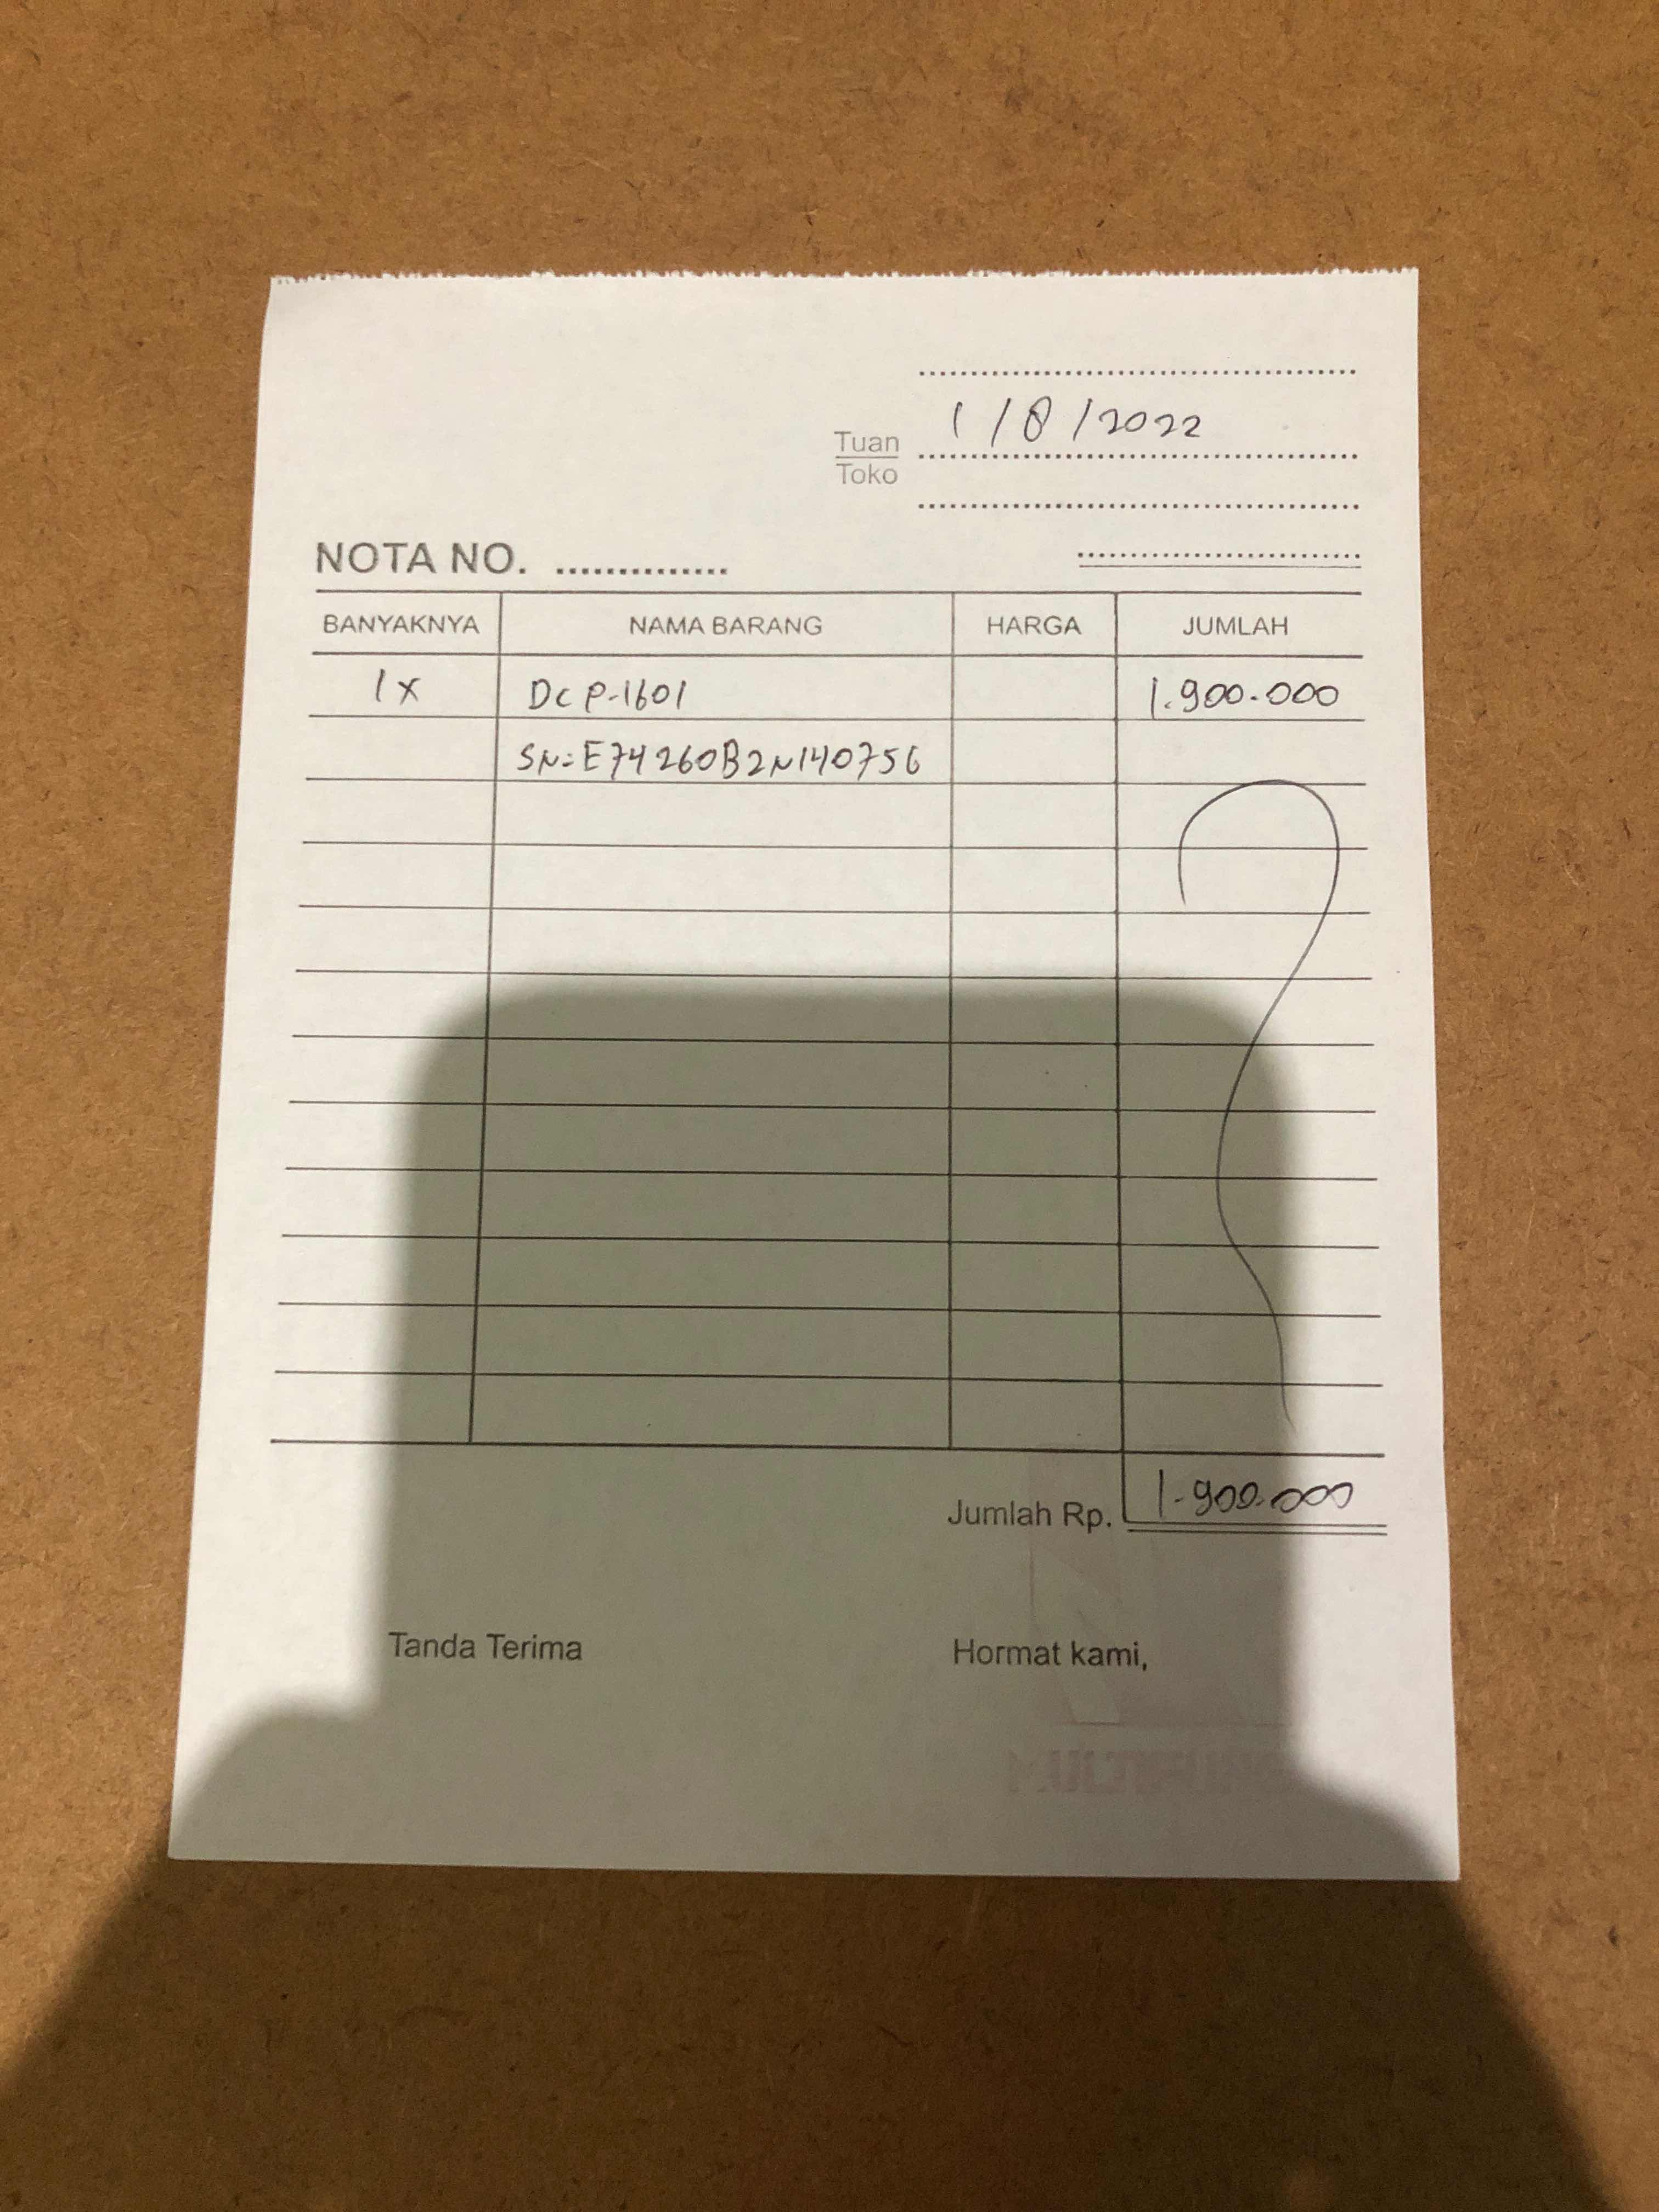 1/8/2022
Tuan
Toko
NOTA NO. ..............
BANYAKNYA NAMA BARANG HARGA JUMLAH
1x DCP-1601 1.900.000
SN: E74260B2N140756
Jumlah Rp. 1.900.000
Tanda Terima Hormat kami,